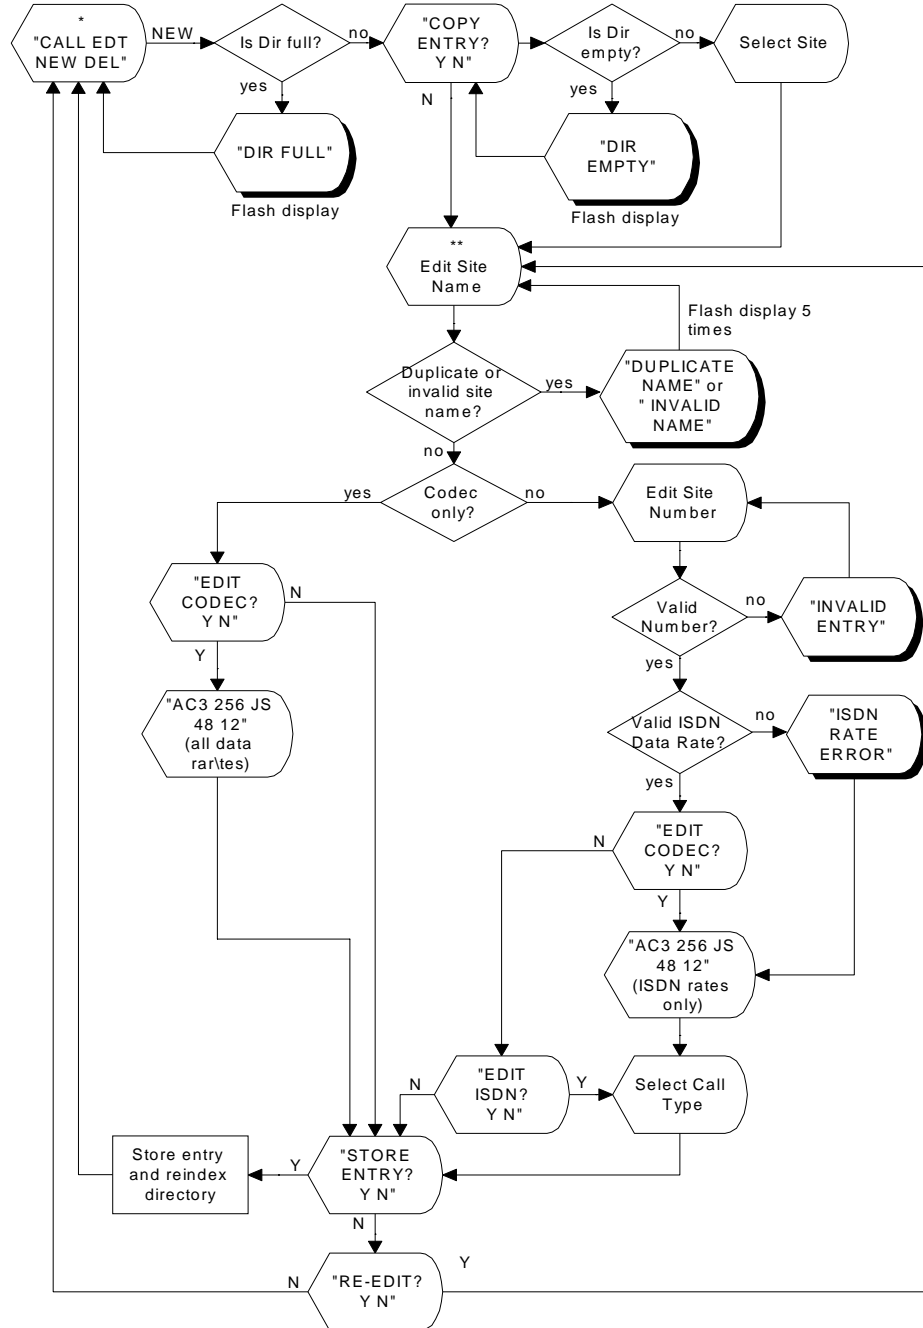 *
"CALL EDT
NEW DEL"
NEW
Is Dir full?
no
"COPY
ENTRY?
Y N"
Is Dir
empty?
no
Select Site
yes
N
yes
"DIR FULL"
"DIR
EMPTY"
Flash display
Flash display
**
Edit Site
Name
Flash display 5
times
Duplicate or
invalid site
name?
yes
"DUPLICATE
NAME" or
" INVALID
NAME"
no
yes
Codec
only?
no
Edit Site
Number
"EDIT
CODEC?
Y N"
N
Valid
Number?
no
"INVALID
ENTRY"
Y
yes
"AC3 256 JS
48 12"
(all data
rar\tes)
Valid ISDN
Data Rate?
no
"ISDN
RATE
ERROR"
yes
N
"EDIT
CODEC?
Y N"
Y
"AC3 256 JS
48 12"
(ISDN rates
only)
N
"EDIT
ISDN?
Y N"
Y
Select Call
Type
Store entry
and reindex
directory
Y
"STORE
ENTRY?
Y N"
N
N
"RE-EDIT?
Y N"
Y